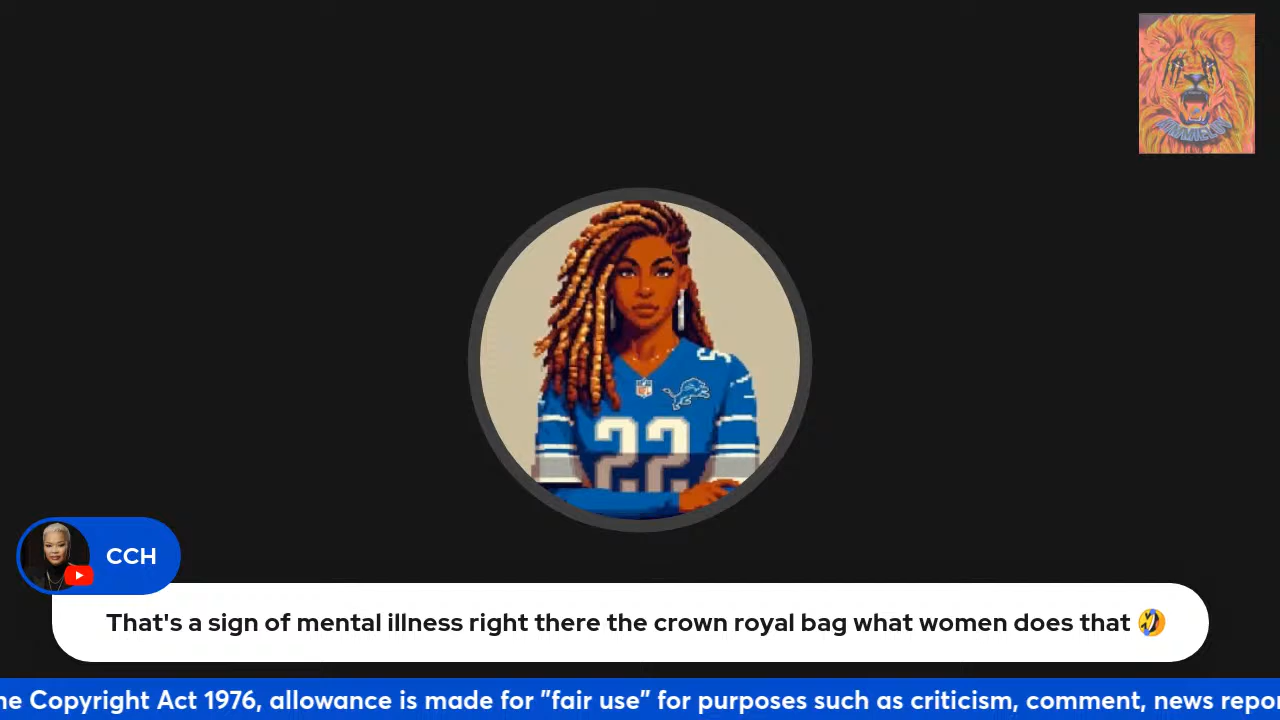 22
CCH
That's a sign of mental illness right there the crown royal bag what women does that 🤣
he Copyright Act 1976, allowance is made for "fair use" for purposes such as criticism, comment, news repor